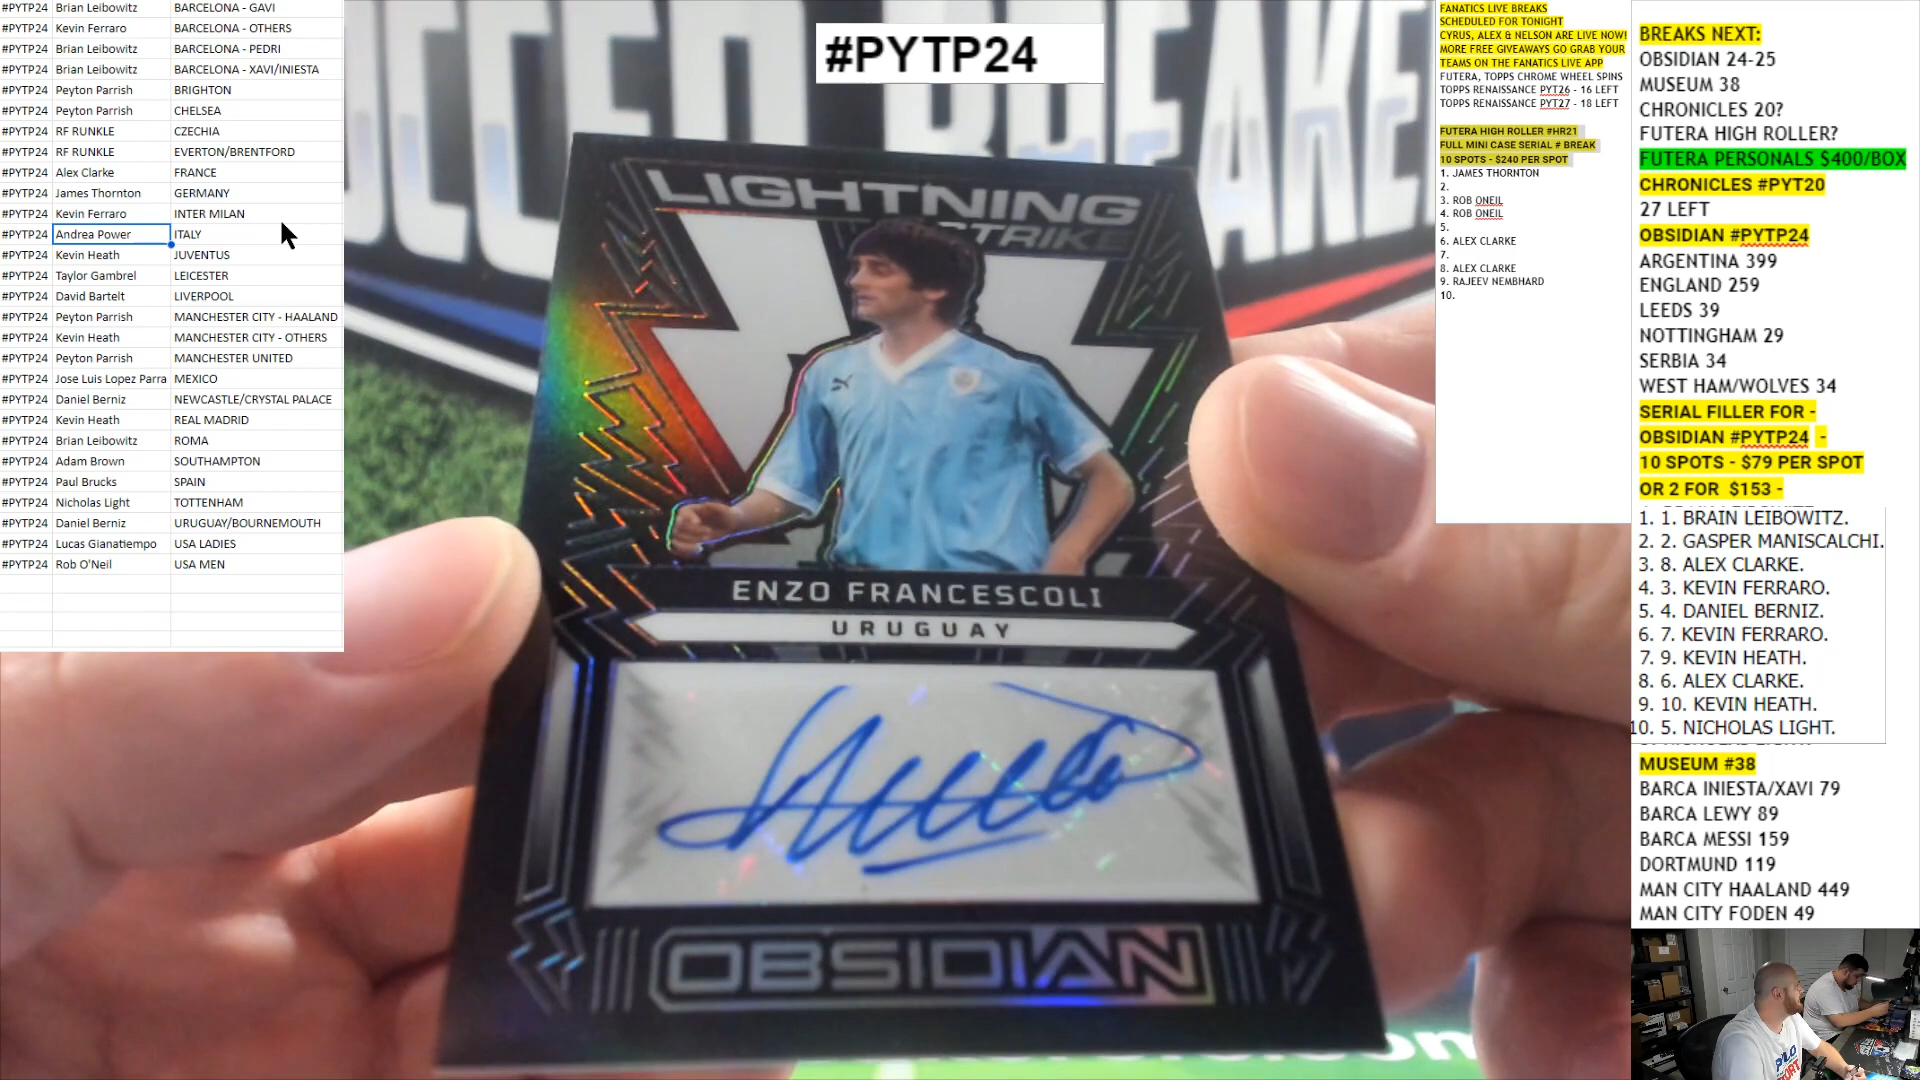 #PYTP24 Brian Leibowitz BARCELONA - GAVI
#PYTP24 Kevin Ferraro BARCELONA - OTHERS
#PYTP24 Brian Leibowitz BARCELONA - PEDRI
#PYTP24 Brian Leibowitz BARCELONA - XAVI/INIESTA
#PYTP24 Peyton Parrish BRIGHTON
#PYTP24 Peyton Parrish CHELSEA
#PYTP24 RF RUNKLE CZECHIA
#PYTP24 RF RUNKLE EVERTON/BRENTFORD
#PYTP24 Alex Clarke FRANCE
#PYTP24 James Thornton GERMANY
#PYTP24 Kevin Ferraro INTER MILAN
#PYTP24 Andrea Power ITALY
#PYTP24 Kevin Heath JUVENTUS
#PYTP24 Taylor Gambrel LEICESTER
#PYTP24 David Bartelt LIVERPOOL
#PYTP24 Peyton Parrish MANCHESTER CITY - HAALAND
#PYTP24 Kevin Heath MANCHESTER CITY - OTHERS
#PYTP24 Peyton Parrish MANCHESTER UNITED
#PYTP24 Jose Luis Lopez Parra MEXICO
#PYTP24 Daniel Berniz NEWCASTLE/CRYSTAL PALACE
#PYTP24 Kevin Heath REAL MADRID
#PYTP24 Brian Leibowitz ROMA
#PYTP24 Adam Brown SOUTHAMPTON
#PYTP24 Paul Brucks SPAIN
#PYTP24 Nicholas Light TOTTENHAM
#PYTP24 Daniel Berniz URUGUAY/BOURNEMOUTH
#PYTP24 Lucas Gianatiempo USA LADIES
#PYTP24 Rob O'Neil USA MEN
#PYTP24
LIGHTNING
STRIKE
ENZO FRANCESCOLI
URUGUAY
OBSIDIAN
FANATICS LIVE BREAKS
SCHEDULED FOR TONIGHT
CYRUS, ALEX & NELSON ARE LIVE NOW!
MORE FREE GIVEAWAYS GO GRAB YOUR
TEAMS ON THE FANATICS LIVE APP
FUTERA, TOPPS CHROME WHEEL SPINS
TOPPS RENAISSANCE PYT26 - 16 LEFT
TOPPS RENAISSANCE PYT27 - 18 LEFT
FUTERA HIGH ROLLER #HR21
FULL MINI CASE SERIAL # BREAK
10 SPOTS - $240 PER SPOT
1. JAMES THORNTON
2.
3. ROB ONEIL
4. ROB ONEIL
5.
6. ALEX CLARKE
7.
8. ALEX CLARKE
9. RAJEEV NEMBHARD
10.
BREAKS NEXT:
OBSIDIAN 24-25
MUSEUM 38
CHRONICLES 20?
FUTERA HIGH ROLLER?
FUTERA PERSONALS $400/BOX
CHRONICLES #PYT20
27 LEFT
OBSIDIAN #PYTP24
ARGENTINA 399
ENGLAND 259
LEEDS 39
NOTTINGHAM 29
SERBIA 34
WEST HAM/WOLVES 34
SERIAL FILLER FOR -
OBSIDIAN #PYTP24 -
10 SPOTS - $79 PER SPOT
OR 2 FOR $153 -
1. 1. BRAIN LEIBOWITZ.
2. 2. GASPER MANISCALCHI.
3. 8. ALEX CLARKE.
4. 3. KEVIN FERRARO.
5. 4. DANIEL BERNIZ.
6. 7. KEVIN FERRARO.
7. 9. KEVIN HEATH.
8. 6. ALEX CLARKE.
9. 10. KEVIN HEATH.
10. 5. NICHOLAS LIGHT.
MUSEUM #38
BARCA INIESTA/XAVI 79
BARCA LEWY 89
BARCA MESSI 159
DORTMUND 119
MAN CITY HAALAND 449
MAN CITY FODEN 49